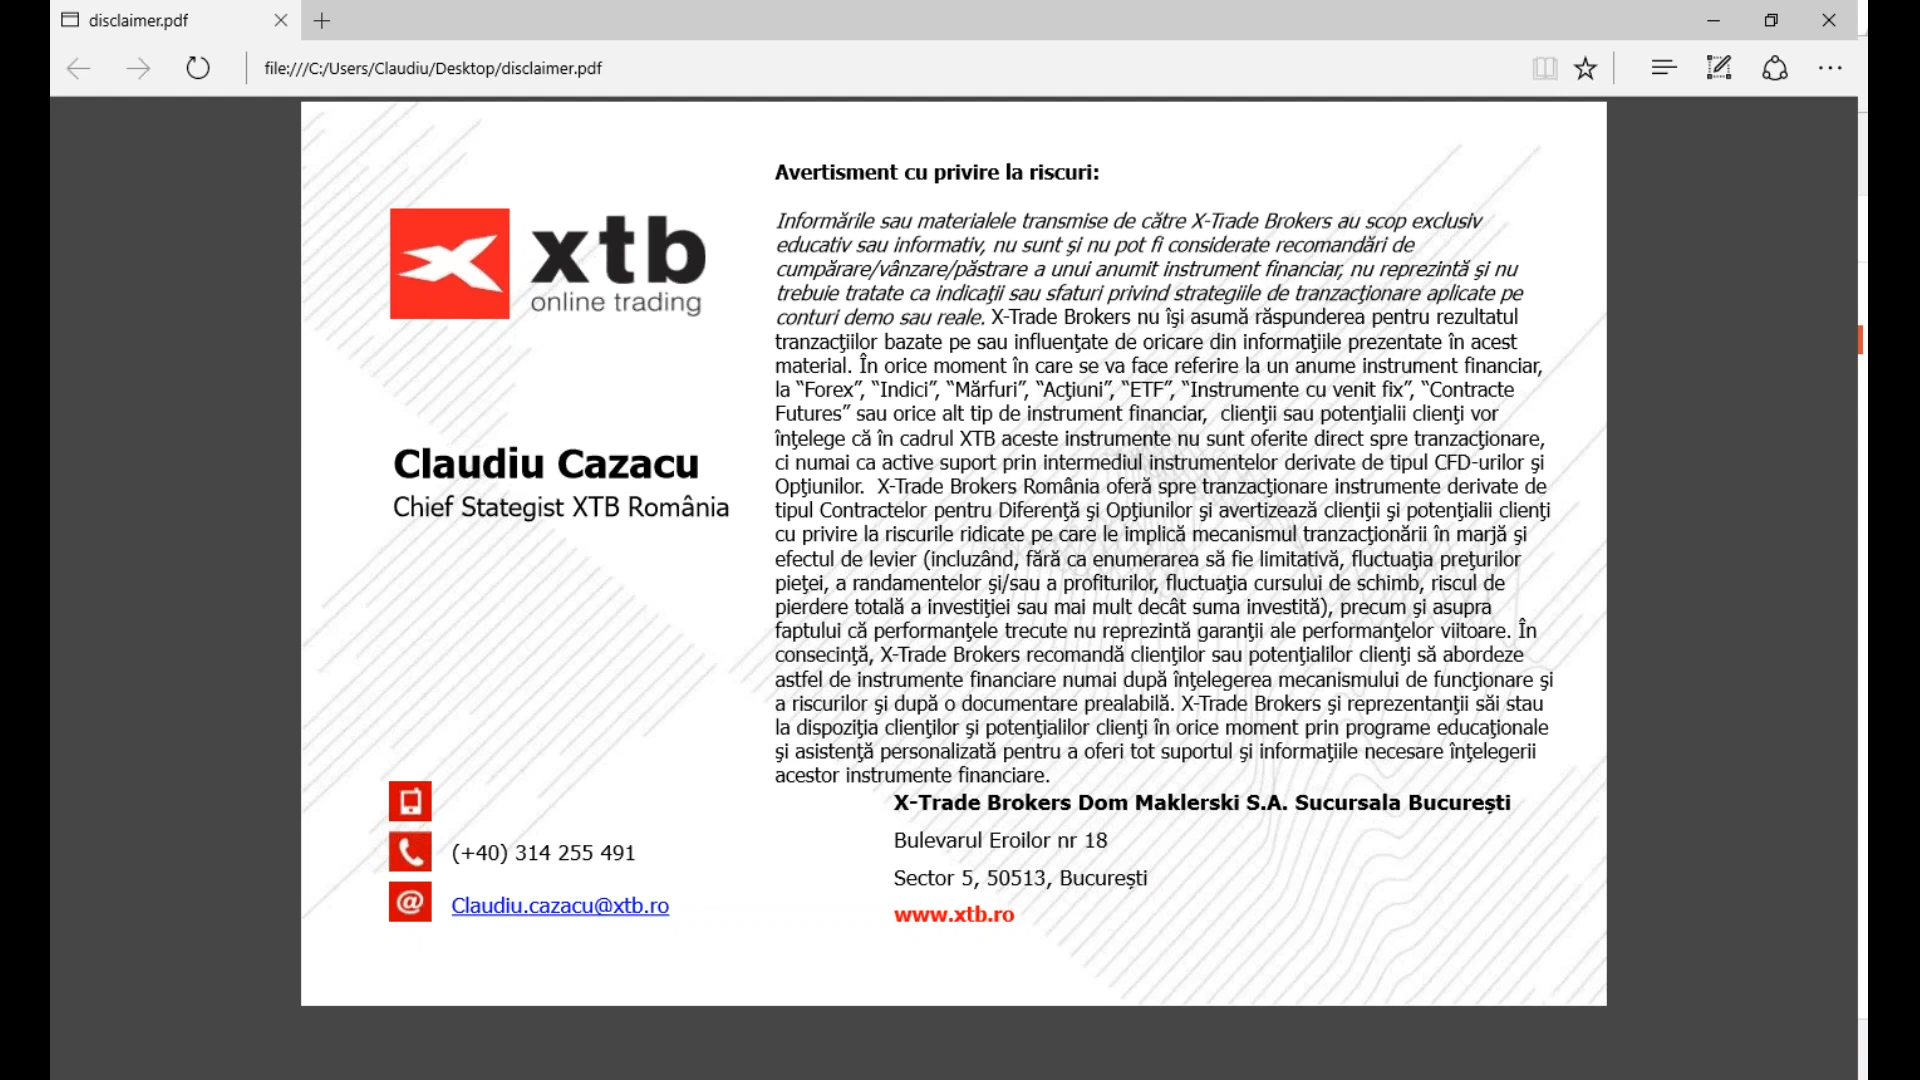 disclaimer.pdf
file:///C:/Users/Claudiu/Desktop/disclaimer.pdf
xtb
online trading
Claudiu Cazacu
Chief Stategist XTB România
(+40) 314 255 491
Claudiu.cazacu@xtb.ro
Avertisment cu privire la riscuri:
Informările sau materialele transmise de către X-Trade Brokers au scop exclusiv
educativ sau informativ, nu sunt şi nu pot fi considerate recomandări de
cumpărare/vânzare/păstrare a unui anumit instrument financiar, nu reprezintă şi nu
trebuie tratate ca indicaţii sau sfaturi privind strategiile de tranzacţionare aplicate pe
conturi demo sau reale. X-Trade Brokers nu îşi asumă răspunderea pentru rezultatul
tranzacţiilor bazate pe sau influenţate de oricare din informaţiile prezentate în acest
material. În orice moment în care se va face referire la un anume instrument financiar,
la “Forex”, “Indici”, “Mărfuri”, “Acţiuni”, “ETF”, “Instrumente cu venit fix”, “Contracte
Futures” sau orice alt tip de instrument financiar,  clienţii sau potenţialii clienţi vor
înţelege că în cadrul XTB aceste instrumente nu sunt oferite direct spre tranzacţionare,
ci numai ca active suport prin intermediul instrumentelor derivate de tipul CFD-urilor şi
Opţiunilor.  X-Trade Brokers România oferă spre tranzacţionare instrumente derivate de
tipul Contractelor pentru Diferenţă şi Opţiunilor şi avertizează clienţii şi potenţialii clienţi
cu privire la riscurile ridicate pe care le implică mecanismul tranzacţionării în marjă şi
efectul de levier (incluzând, fără ca enumerarea să fie limitativă, fluctuaţia preţurilor
pieţei, a randamentelor şi/sau a profiturilor, fluctuaţia cursului de schimb, riscul de
pierdere totală a investiţiei sau mai mult decât suma investită), precum şi asupra
faptului că performanţele trecute nu reprezintă garanţii ale performanţelor viitoare. În
consecinţă, X-Trade Brokers recomandă clienţilor sau potenţialilor clienţi să abordeze
astfel de instrumente financiare numai după înţelegerea mecanismului de funcţionare şi
a riscurilor şi după o documentare prealabilă. X-Trade Brokers şi reprezentanţii săi stau
la dispoziţia clienţilor şi potenţialilor clienţi în orice moment prin programe educaţionale
şi asistenţă personalizată pentru a oferi tot suportul şi informaţiile necesare înţelegerii
acestor instrumente financiare.
X-Trade Brokers Dom Maklerski S.A. Sucursala București
Bulevarul Eroilor nr 18
Sector 5, 50513, București
www.xtb.ro